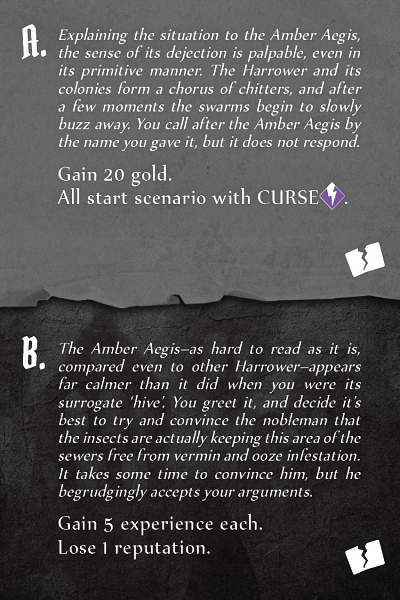 A. Explaining the situation to the Amber Aegis,
the sense of its dejection is palpable, even in
its primitive manner. The Harrower and its
colonies form a chorus of chitters, and after
a few moments the swarms begin to slowly
buzz away. You call after the Amber Aegis by
the name you gave it, but it does not respond.
Gain 20 gold.
All start scenario with CURSE.
B. The Amber Aegis–as hard to read as it is,
compared even to other Harrower–appears
far calmer than it did when you were its
surrogate ‘hive’. You greet it, and decide it’s
best to try and convince the nobleman that
the insects are actually keeping this area of the
sewers free from vermin and ooze infestation.
It takes some time to convince him, but he
begrudgingly accepts your arguments.
Gain 5 experience each.
Lose 1 reputation.